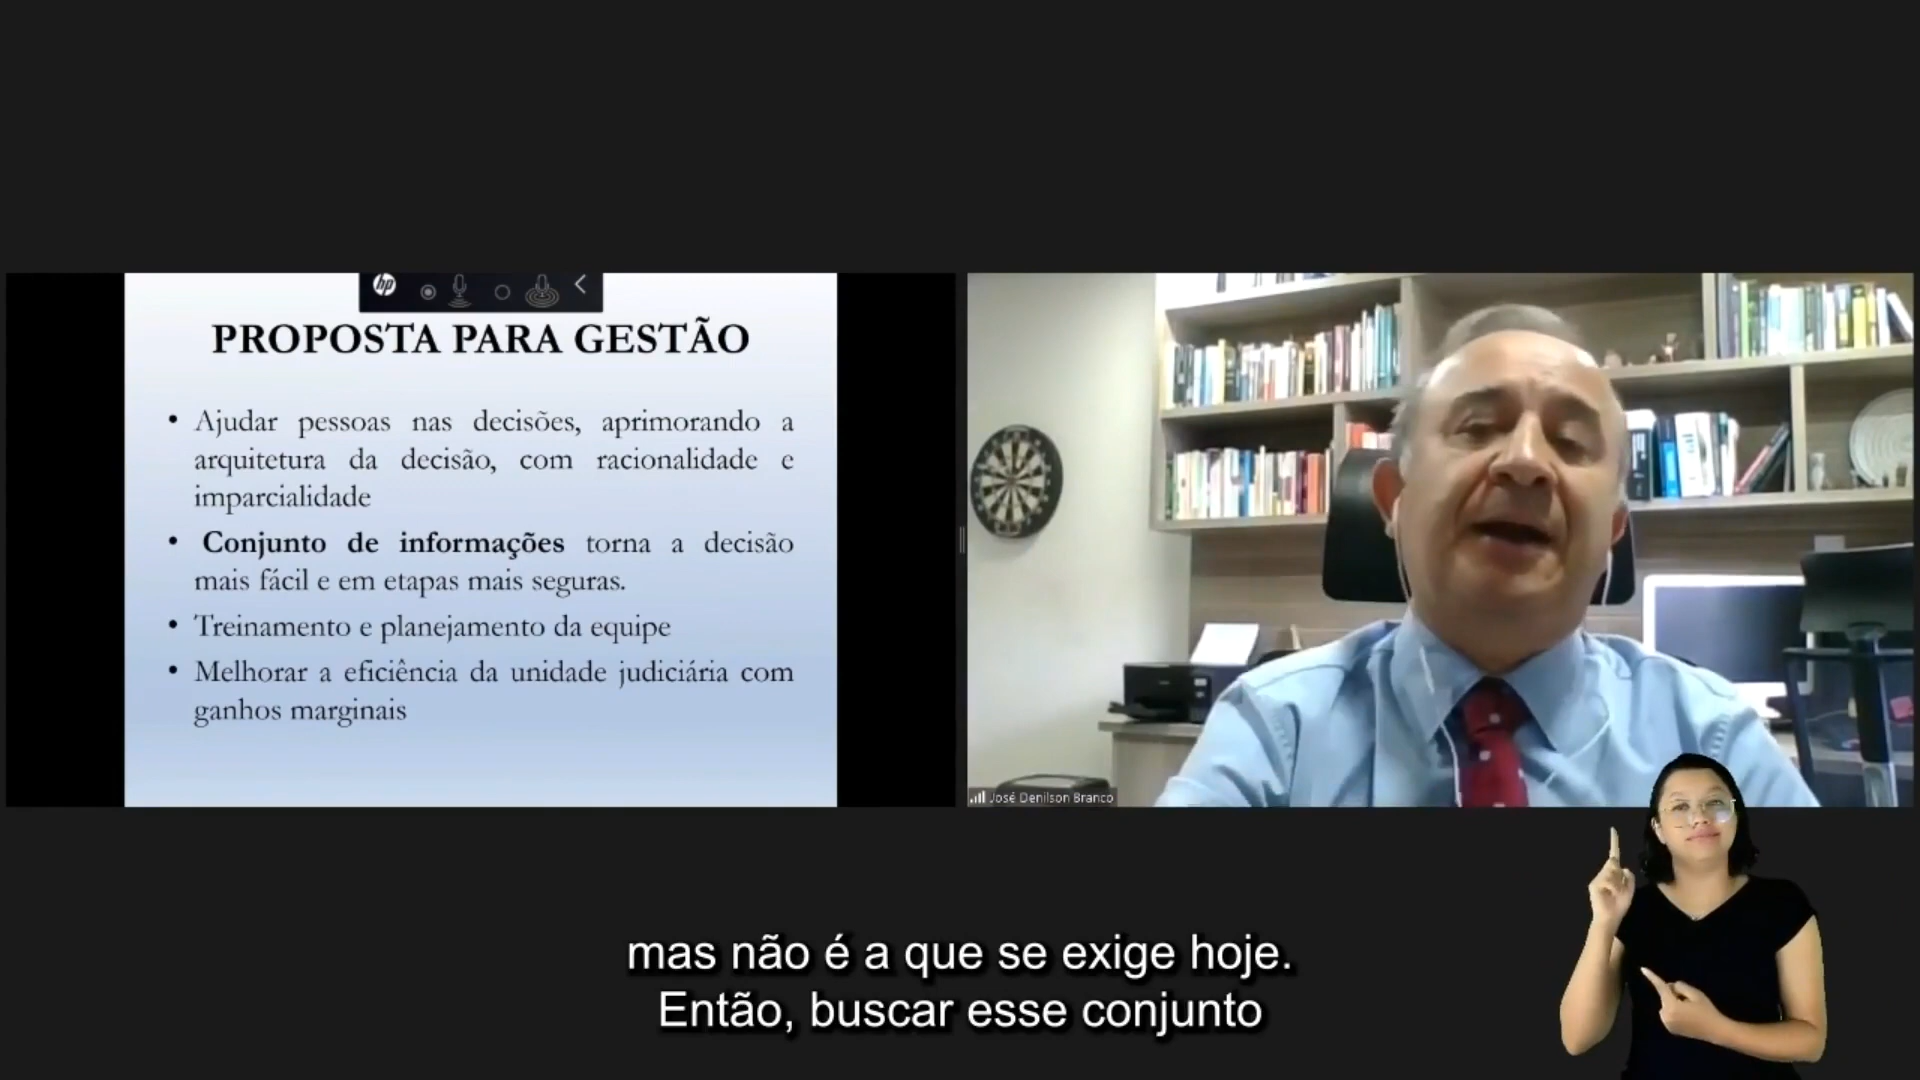 hp
PROPOSTA PARA GESTÃO
• Ajudar pessoas nas decisões, aprimorando a
arquitetura da decisão, com racionalidade e
imparcialidade
• Conjunto de informações torna a decisão
mais fácil e em etapas mais seguras.
• Treinamento e planejamento da equipe
• Melhorar a eficiência da unidade judiciária com
ganhos marginais
José Denilson Branco
mas não é a que se exige hoje.
Então, buscar esse conjunto